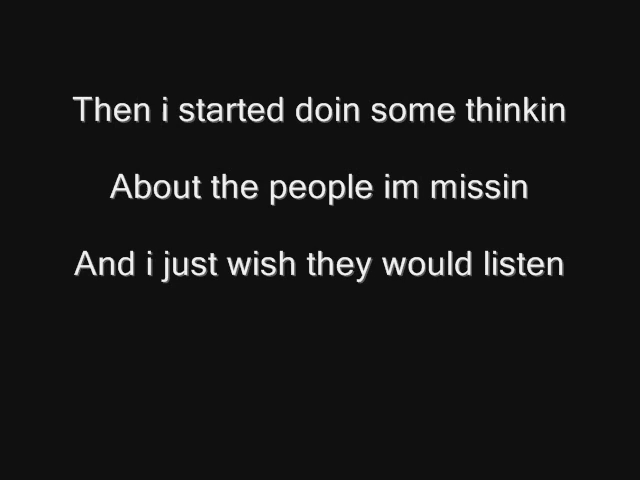 Then i started doin some thinkin
About the people im missin
And i just wish they would listen